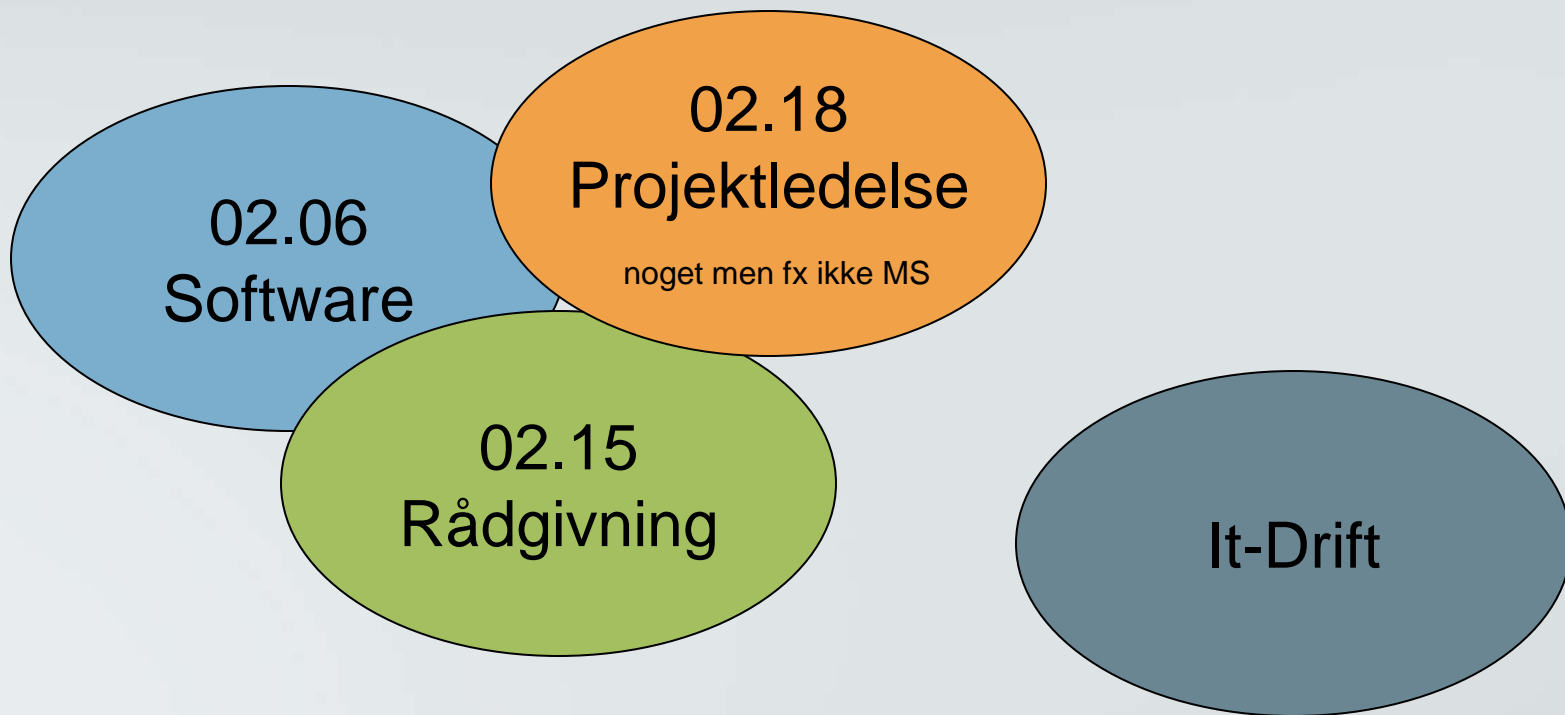 02.18
Projektledelse
noget men fx ikke MS
02.06
Software
02.15
Rådgivning
It-Drift